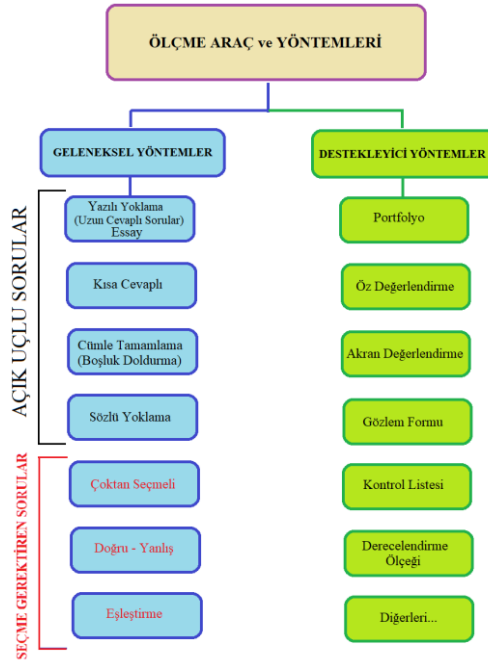 ÖLÇME ARAÇ ve YÖNTEMLERİ
GELENEKSEL YÖNTEMLER
DESTEKLEYİCİ YÖNTEMLER
AÇIK UÇLU SORULAR
Yazılı Yoklama
(Uzun Cevaplı Sorular)
Essay
Kısa Cevaplı
Cümle Tamamlama
(Boşluk Doldurma)
Sözlü Yoklama
SEÇME GEREKTİREN SORULAR
Çoktan Seçmeli
Doğru - Yanlış
Eşleştirme
Portfolyo
Öz Değerlendirme
Akran Değerlendirme
Gözlem Formu
Kontrol Listesi
Derecelendirme
Ölçeği
Diğerleri...